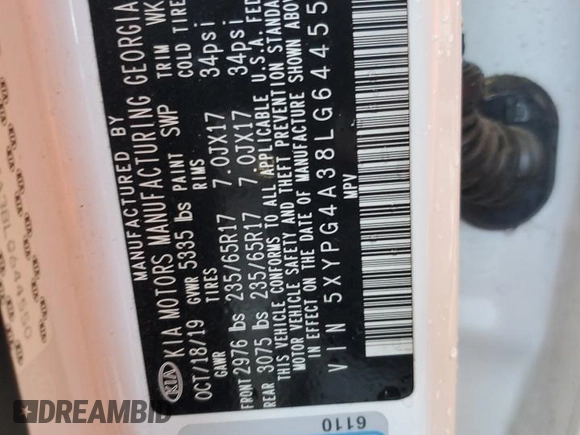 MANUFACTURED BY
KIA KIA MOTORS MANUFACTURING GEORGIA
OCT/18/19 PAINT SWP TRIM WK
GVWR 5335 lbs
GAWR TIRES RIMS COLD TIRE
FRONT 2976 lbs 235/65R17 7.0JX17 34psi
REAR 3075 lbs 235/65R17 7.0JX17 34psi
THIS VEHICLE CONFORMS TO ALL APPLICABLE U.S.A. FED
MOTOR VEHICLE SAFETY AND THEFT PREVENTION STANDAR
IN EFFECT ON THE DATE OF MANUFACTURE SHOWN ABOV
VIN 5XYPG4A38LG64455
MPV
6110
DREAMBID